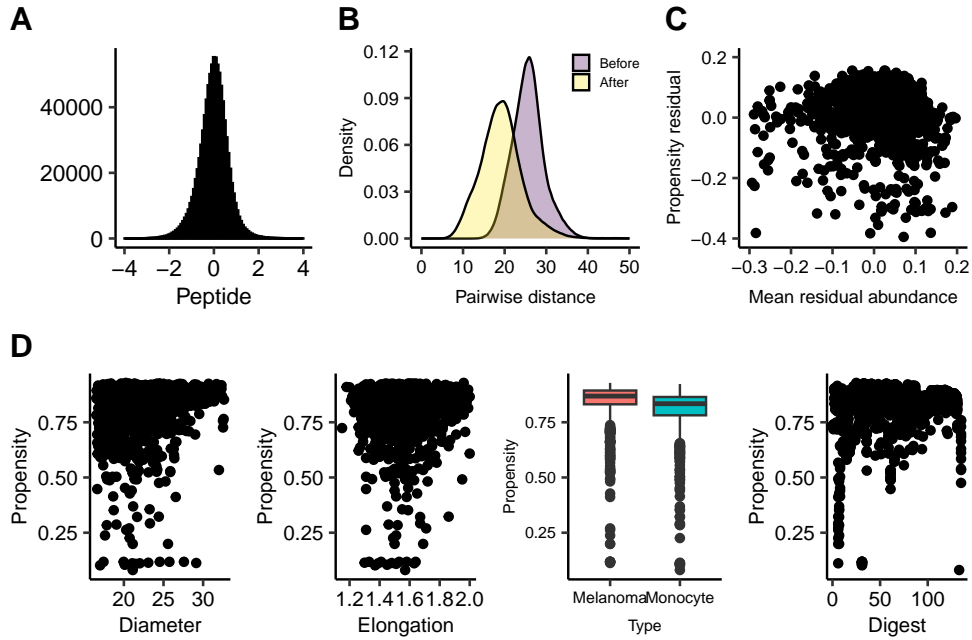 A
B
C
40000
20000
0
−4 −2 0 2 4
Peptide
Density
0.12
0.09
0.06
0.03
0.00
0 10 20 30 40 50
Pairwise distance
Before
After
Propensity residual
0.2
0.0
−0.2
−0.4
−0.3 −0.2 −0.1 0.0 0.1 0.2
Mean residual abundance
D
Propensity
0.75
0.50
0.25
20 30
Diameter
Propensity
0.75
0.50
0.25
1.2 1.4 1.6 1.8 2.0
Elongation
Propensity
0.75
0.50
0.25
Melanoma Monocyte
Type
Propensity
0.75
0.50
0.25
0 50 100
Digest